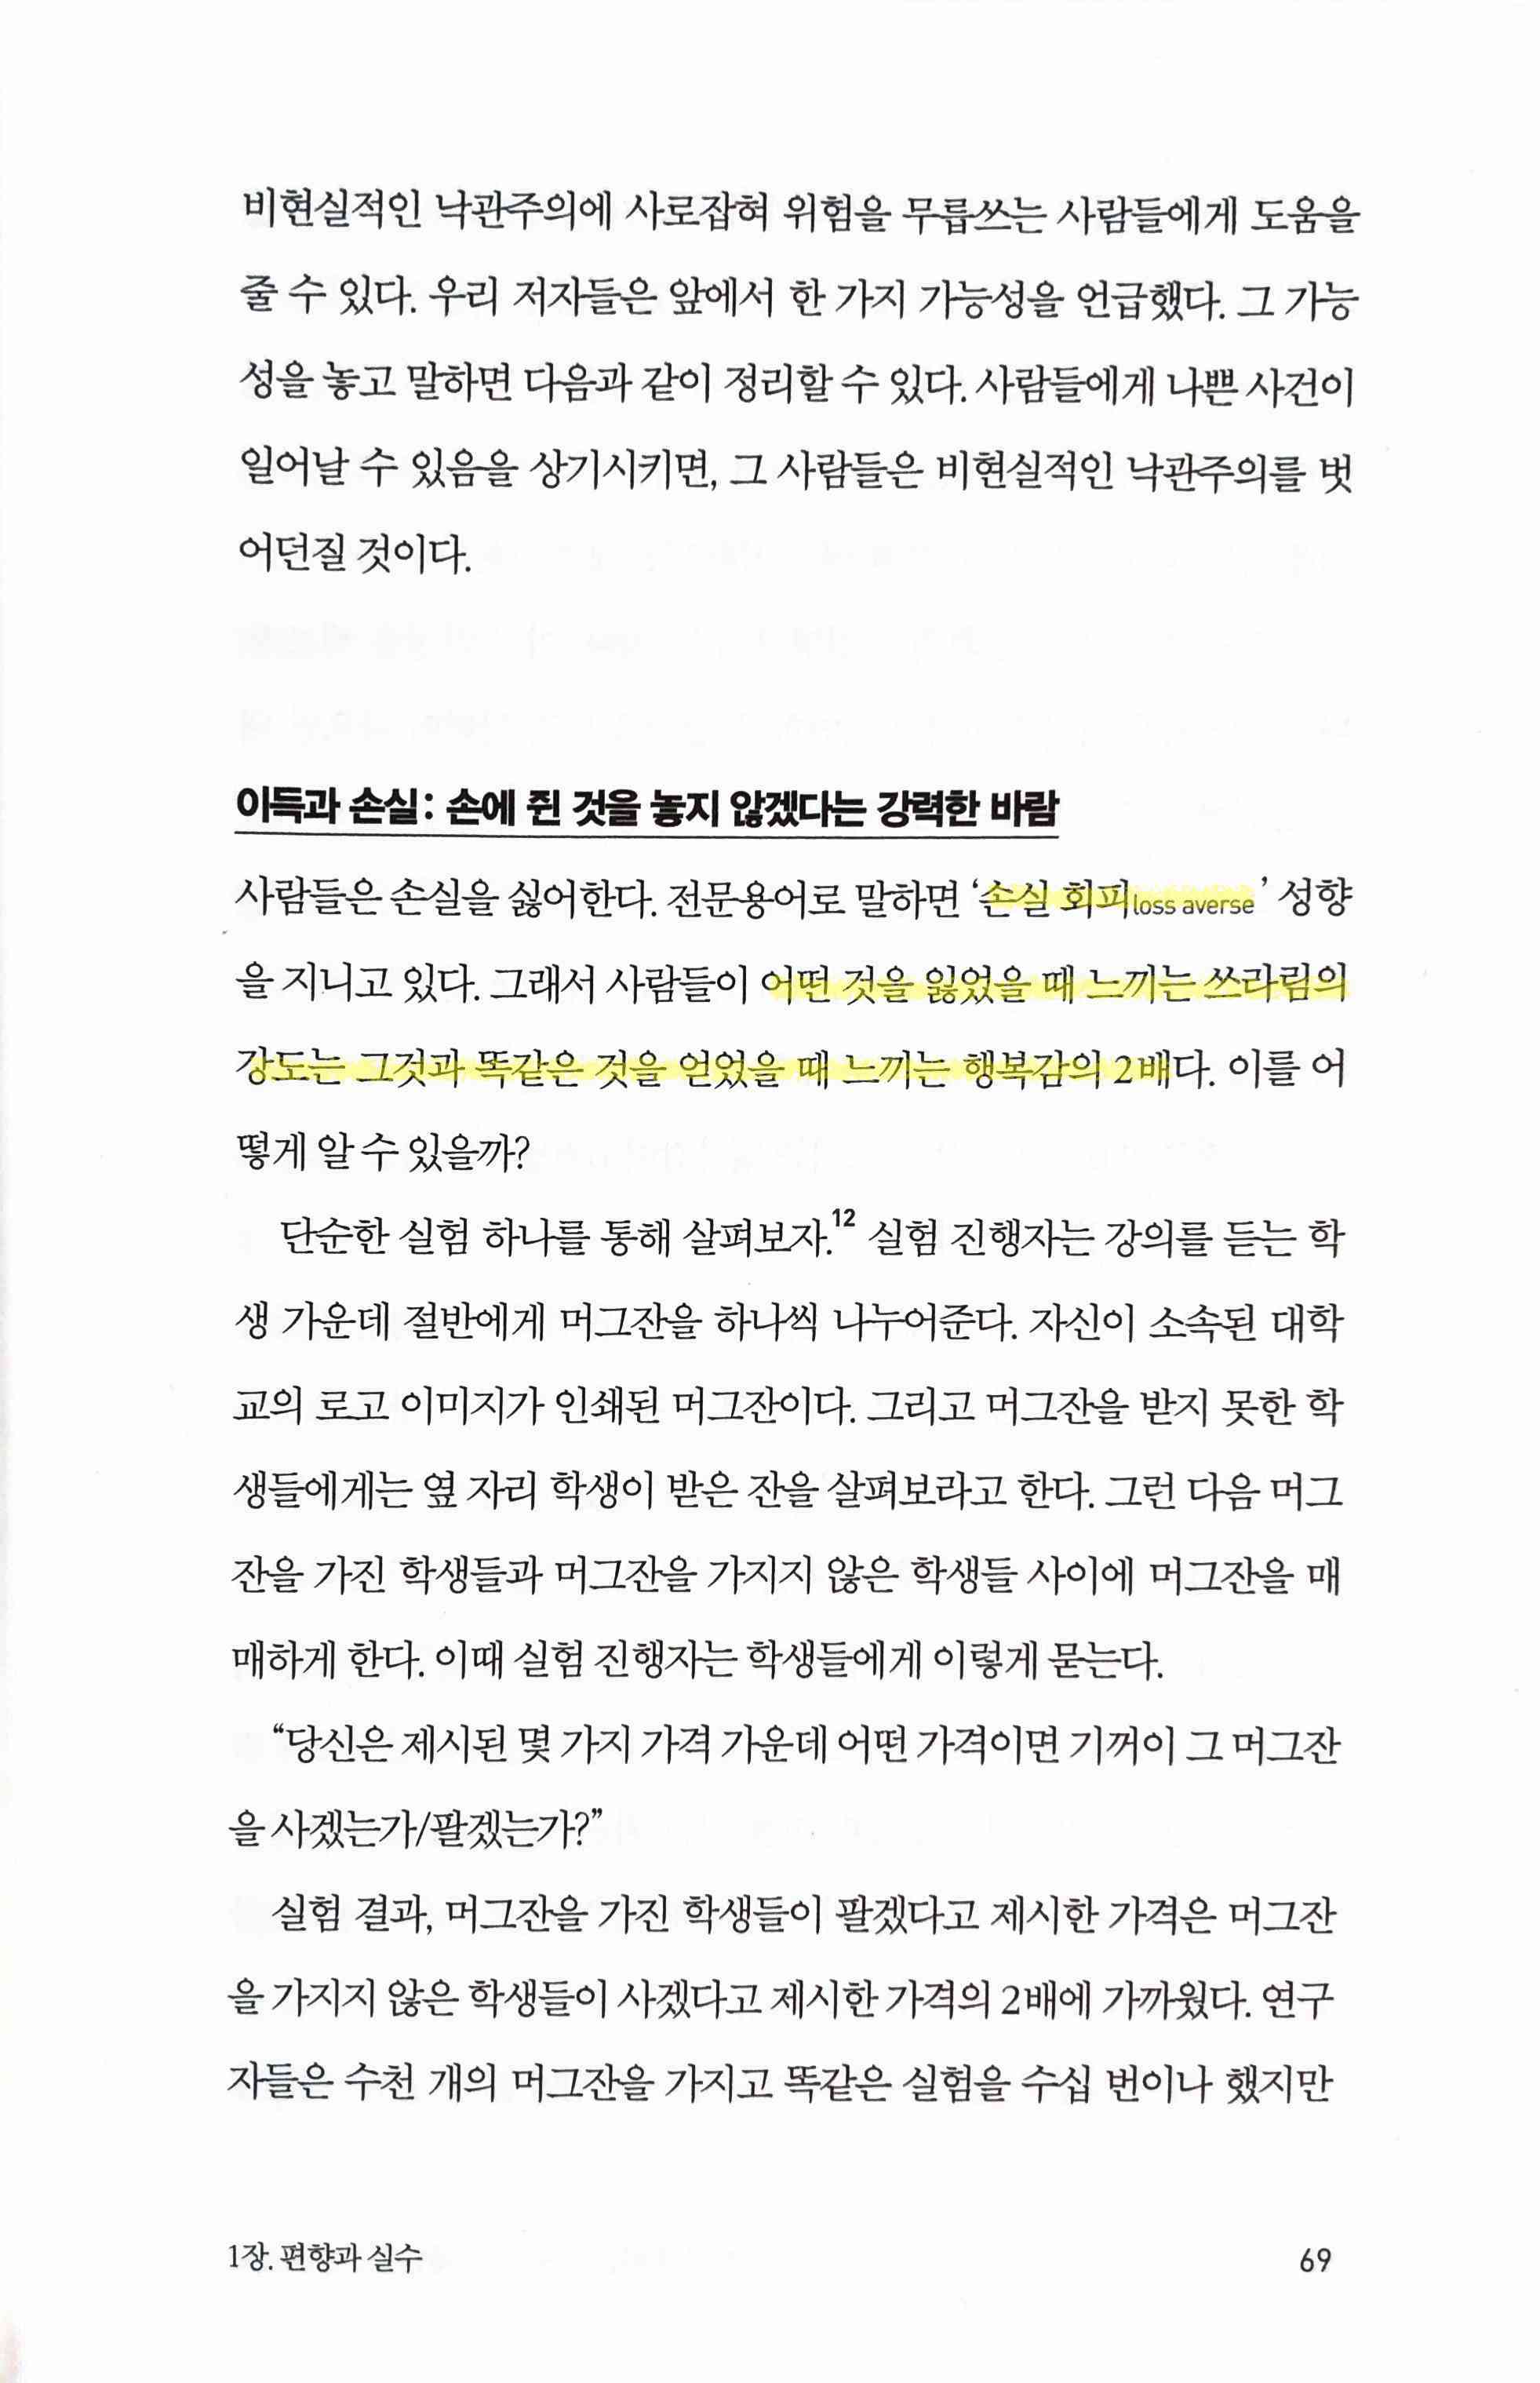 비현실적인 낙관주의에 사로잡혀 위험을 무릅쓰는 사람들에게 도움을
줄 수 있다. 우리 저자들은 앞에서 한 가지 가능성을 언급했다. 그 가능
성을 놓고 말하면 다음과 같이 정리할 수 있다. 사람들에게 나쁜 사건이
일어날 수 있음을 상기시키면, 그 사람들은 비현실적인 낙관주의를 벗
어던질 것이다.
이득과 손실: 손에 쥔 것을 놓지 않겠다는 강력한 바람
사람들은 손실을 싫어한다. 전문용어로 말하면 ‘손실 회피loss averse’ 성향
을 지니고 있다. 그래서 사람들이 어떤 것을 잃었을 때 느끼는 쓰라림의
강도는 그것과 똑같은 것을 얻었을 때 느끼는 행복감의 2배다. 이를 어
떻게 알 수 있을까?
단순한 실험 하나를 통해 살펴보자.12 실험 진행자는 강의를 듣는 학
생 가운데 절반에게 머그잔을 하나씩 나누어준다. 자신이 소속된 대학
교의 로고 이미지가 인쇄된 머그잔이다. 그리고 머그잔을 받지 못한 학
생들에게는 옆 자리 학생이 받은 잔을 살펴보라고 한다. 그런 다음 머그
잔을 가진 학생들과 머그잔을 가지지 않은 학생들 사이에 머그잔을 매
매하게 한다. 이때 실험 진행자는 학생들에게 이렇게 묻는다.
“당신은 제시된 몇 가지 가격 가운데 어떤 가격이면 기꺼이 그 머그잔
을 사겠는가/팔겠는가?”
실험 결과, 머그잔을 가진 학생들이 팔겠다고 제시한 가격은 머그잔
을 가지지 않은 학생들이 사겠다고 제시한 가격의 2배에 가까웠다. 연구
자들은 수천 개의 머그잔을 가지고 똑같은 실험을 수십 번이나 했지만
1장. 편향과 실수
69